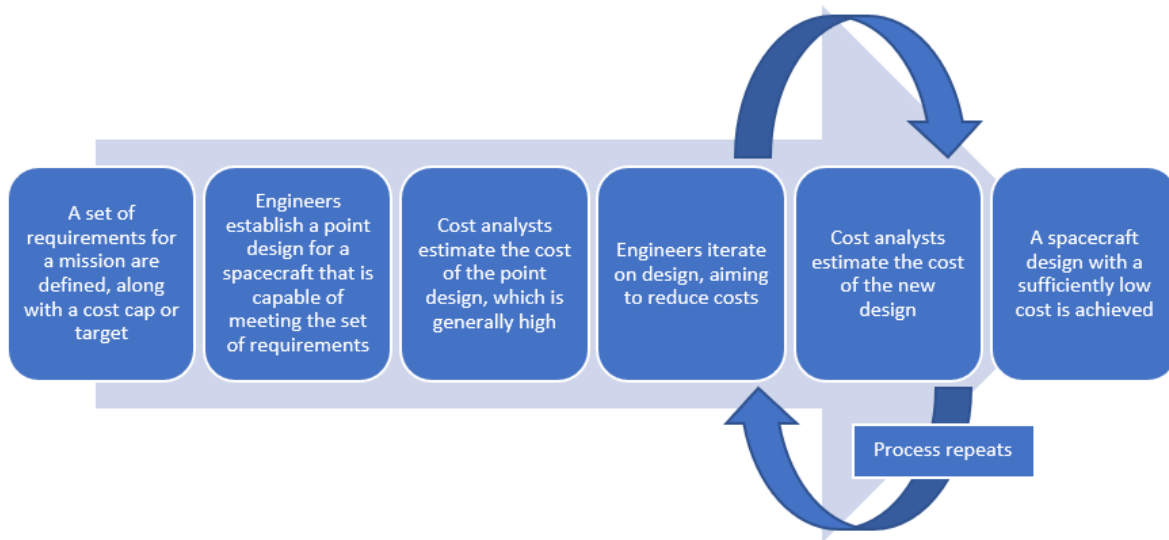 A set of
requirements for
a mission are
defined, along
with a cost cap or
target
Engineers
establish a point
design for a
spacecraft that is
capable of
meeting the set
of requirements
Cost analysts
estimate the cost
of the point
design, which is
generally high
Engineers iterate
on design, aiming
to reduce costs
Cost analysts
estimate the cost
of the new
design
A spacecraft
design with a
sufficiently low
cost is achieved
Process repeats